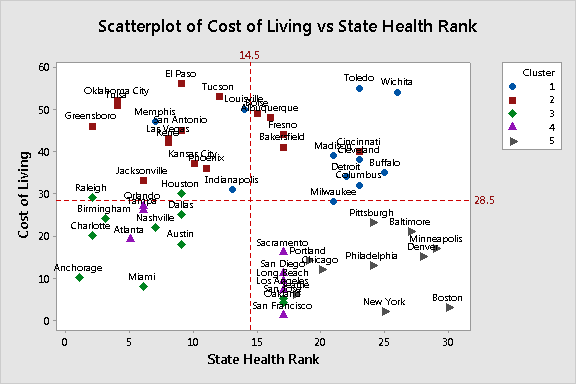 Scatterplot of Cost of Living vs State Health Rank
14.5
60
50
40
30
20
10
0
Cost of Living
El Paso
Toledo
Wichita
Oklahoma City
Tulsa
Tucson
Louisville
Boise
Albuquerque
Greensboro
Memphis
San Antonio
Las Vegas
Reno
Fresno
Bakersfield
Kansas City
Phoenix
Madison
Cincinnati
Cleveland
Detroit
Buffalo
Columbus
Jacksonville
Indianapolis
Milwaukee
28.5
Raleigh
Houston
Orlando
Tampa
Birmingham
Dallas
Nashville
Charlotte
Atlanta
Austin
Anchorage
Miami
Pittsburgh
Baltimore
Minneapolis
Denver
Sacramento
Portland
San Diego
Chicago
Philadelphia
Long Beach
Los Angeles
San Jose
Oakland
San Francisco
New York
Boston
0
5
10
15
20
25
30
State Health Rank
Cluster
1
2
3
4
5